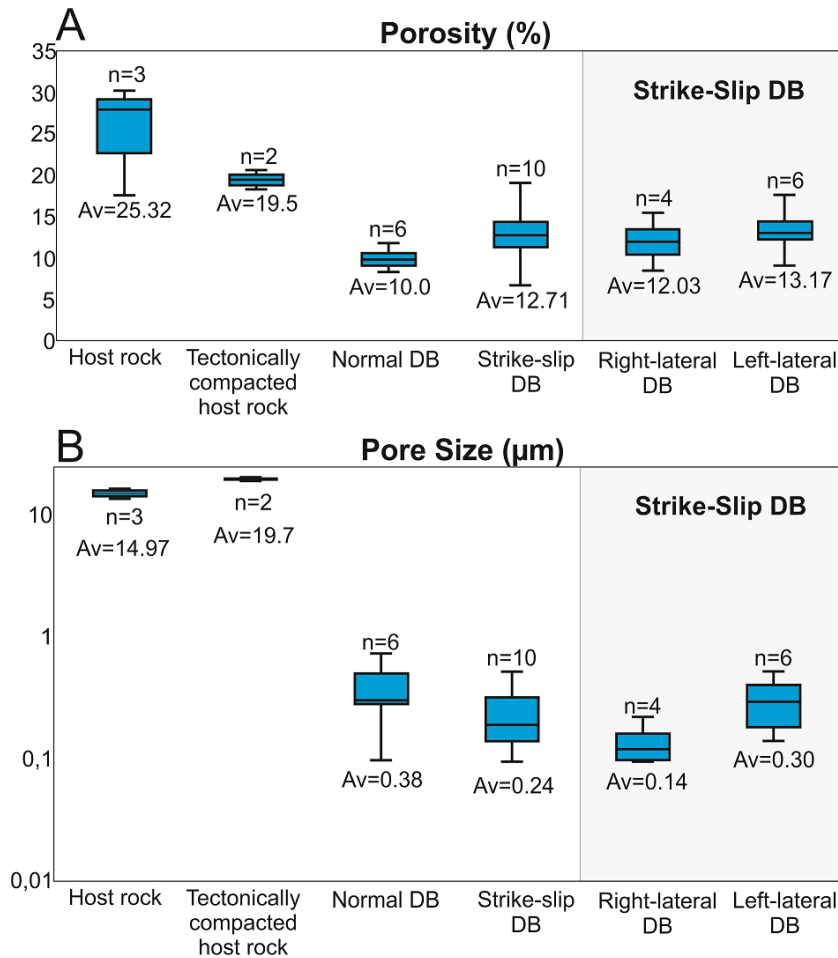 A
Porosity (%)
35
30
25
20
15
10
5
0
Strike-Slip DB
n=3
Av=25.32
n=2
Av=19.5
n=6
Av=10.0
n=10
Av=12.71
n=4
Av=12.03
n=6
Av=13.17
Host rock
Tectonically
compacted
host rock
Normal DB
Strike-slip
DB
Right-lateral
DB
Left-lateral
DB
B
Pore Size (μm)
10
1
0,1
0,01
Strike-Slip DB
n=3
Av=14.97
n=2
Av=19.7
n=6
Av=0.38
n=10
Av=0.24
n=4
Av=0.14
n=6
Av=0.30
Host rock
Tectonically
compacted
host rock
Normal DB
Strike-slip
DB
Right-lateral
DB
Left-lateral
DB